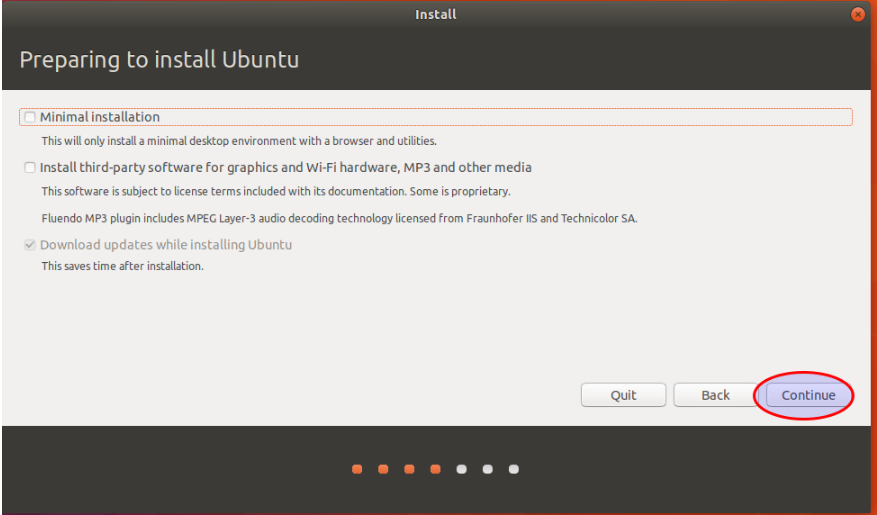 Install
Preparing to install Ubuntu
Minimal installation
This will only install a minimal desktop environment with a browser and utilities.
Install third-party software for graphics and Wi-Fi hardware, MP3 and other media
This software is subject to license terms included with its documentation. Some is proprietary.
Fluendo MP3 plugin includes MPEG Layer-3 audio decoding technology licensed from Fraunhofer IIS and Technicolor SA.
Download updates while installing Ubuntu
This saves time after installation.
Quit Back Continue